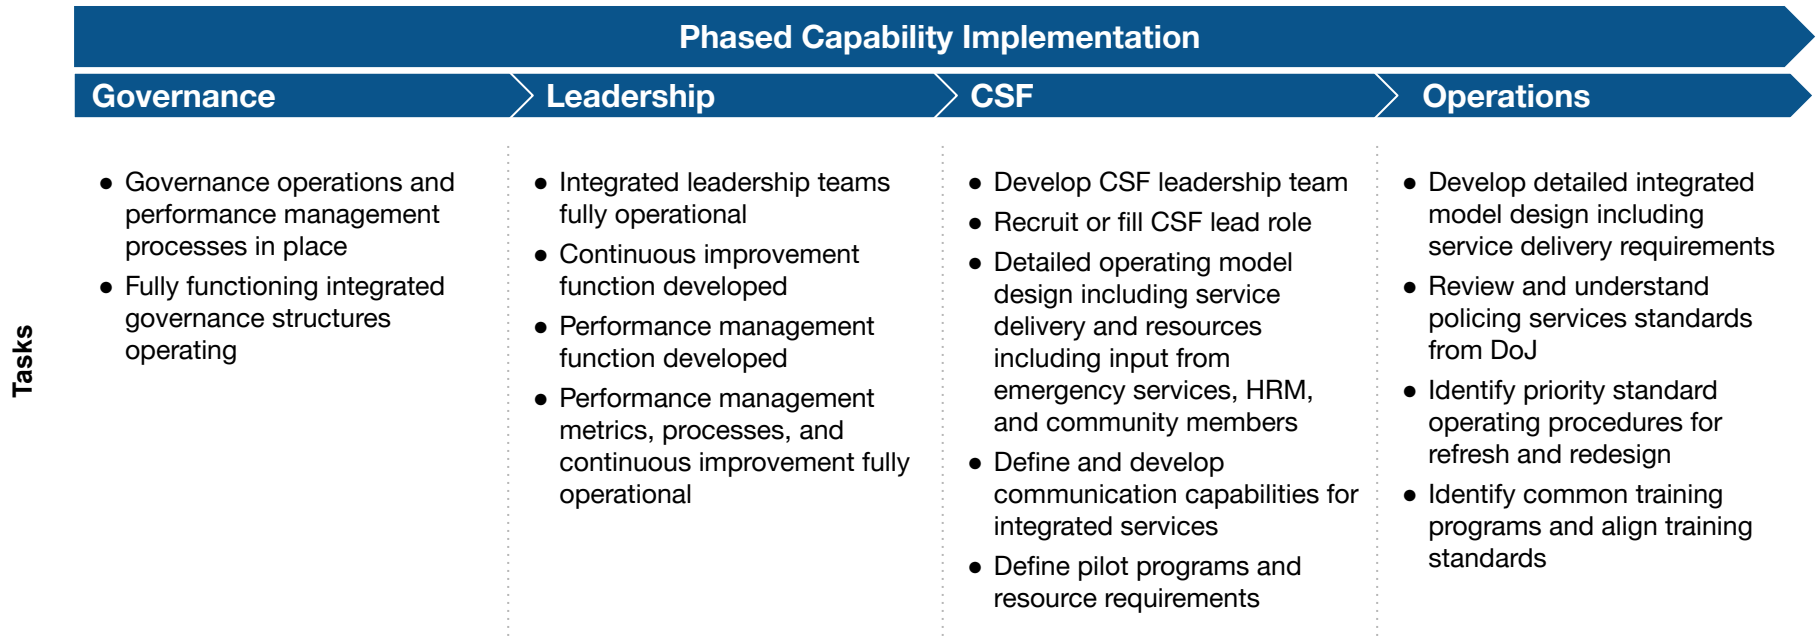 Phased Capability Implementation
Governance
Leadership
CSF
Operations
Tasks
● Governance operations and
performance management
processes in place
● Fully functioning integrated
governance structures
operating
● Integrated leadership teams
fully operational
● Continuous improvement
function developed
● Performance management
function developed
● Performance management
metrics, processes, and
continuous improvement fully
operational
● Develop CSF leadership team
● Recruit or fill CSF lead role
● Detailed operating model
design including service
delivery and resources
including input from
emergency services, HRM,
and community members
● Define and develop
communication capabilities for
integrated services
● Define pilot programs and
resource requirements
● Develop detailed integrated
model design including
service delivery requirements
● Review and understand
policing services standards
from DoJ
● Identify priority standard
operating procedures for
refresh and redesign
● Identify common training
programs and align training
standards